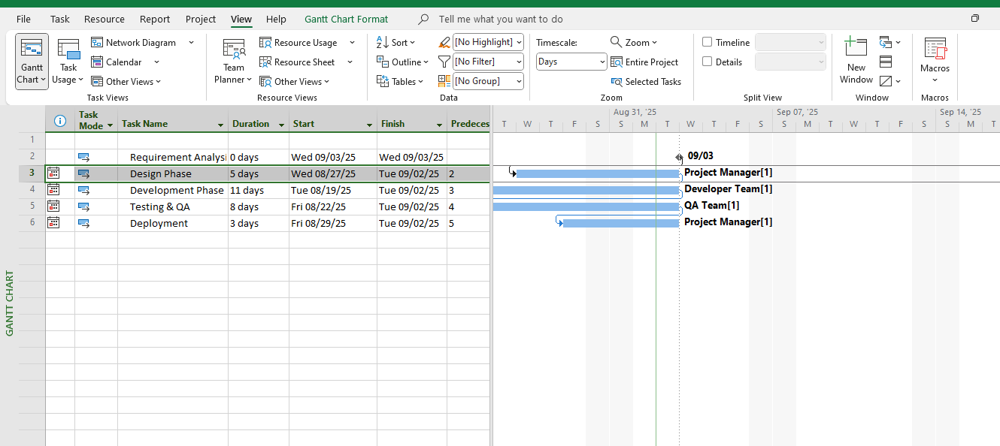 File Task Resource Report Project View Help Gantt Chart Format Tell me what you want to do
Gantt Chart
Task Usage
Network Diagram
Calendar
Other Views
Task Views
Team Planner
Resource Usage
Resource Sheet
Other Views
Resource Views
Sort
Outline
Tables
[No Highlight]
[No Filter]
[No Group]
Data
Timescale:
Days
Zoom
Entire Project
Selected Tasks
Zoom
Timeline
Details
Split View
New Window
Window
Macros
Macros
Task Mode Task Name Duration Start Finish Predeces
Aug 31, '25 Sep 07, '25 Sep 14, '25
T W T F S S M T W T F S S M T W T F S S M T
1
2 Requirement Analysi 0 days Wed 09/03/25 Wed 09/03/25 09/03
3 Design Phase 5 days Wed 08/27/25 Tue 09/02/25 2 Project Manager[1]
4 Development Phase 11 days Tue 08/19/25 Tue 09/02/25 3 Developer Team[1]
5 Testing & QA 8 days Fri 08/22/25 Tue 09/02/25 4 QA Team[1]
6 Deployment 3 days Fri 08/29/25 Tue 09/02/25 5 Project Manager[1]
GANTT CHART